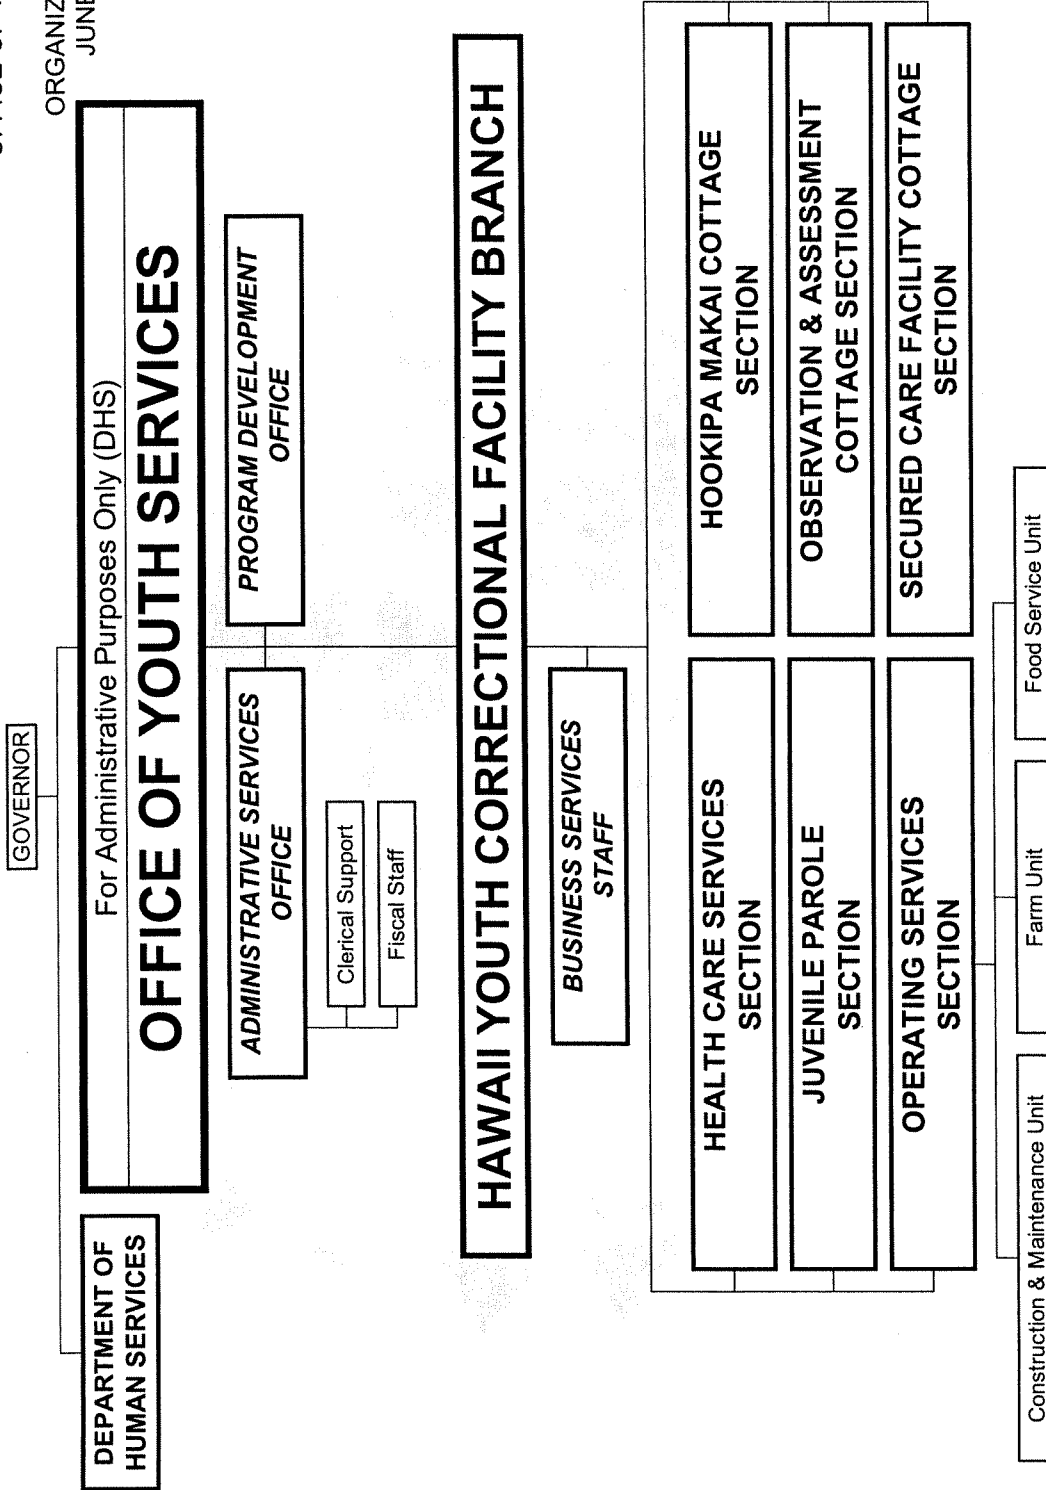 ORGANIZ
JUNE
GOVERNOR
DEPARTMENT OF
HUMAN SERVICES
For Administrative Purposes Only (DHS)
OFFICE OF YOUTH SERVICES
ADMINISTRATIVE SERVICES
OFFICE
PROGRAM DEVELOPMENT
OFFICE
Clerical Support
Fiscal Staff
HAWAII YOUTH CORRECTIONAL FACILITY BRANCH
BUSINESS SERVICES
STAFF
HEALTH CARE SERVICES
SECTION
HOOKIPA MAKAI COTTAGE
SECTION
JUVENILE PAROLE
SECTION
OBSERVATION & ASSESSMENT
COTTAGE SECTION
OPERATING SERVICES
SECTION
SECURED CARE FACILITY COTTAGE
SECTION
Construction & Maintenance Unit
Farm Unit
Food Service Unit